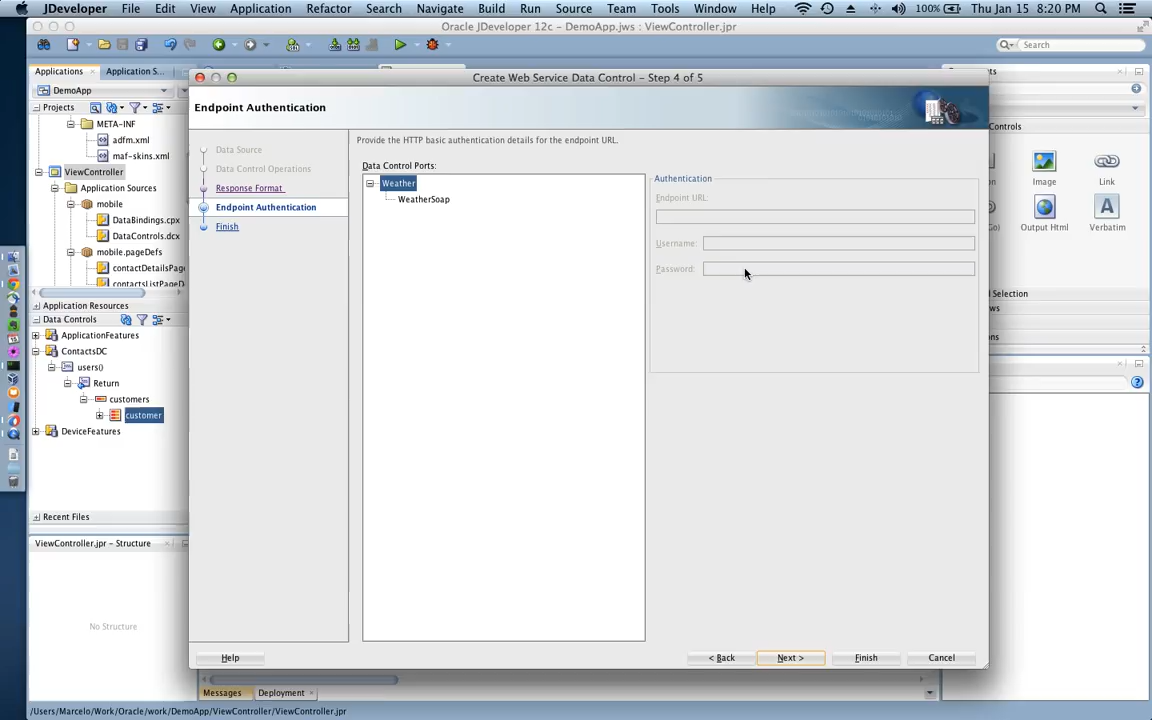 JDeveloper File Edit View Application Refactor Search Navigate Build Run Source Team Tools Window Help 100% Thu Jan 15 8:20 PM
Oracle JDeveloper 12c - DemoApp.jws : ViewController.jpr
Search
Applications Application S...
DemoApp
Projects
META-INF
adfm.xml
maf-skins.xml
ViewController
Application Sources
mobile
DataBindings.cpx
DataControls.dcx
mobile.pageDefs
contactDetailsPag
contactsListPageD
Application Resources
Data Controls
ApplicationFeatures
ContactsDC
users()
Return
customers
customer
DeviceFeatures
Recent Files
ViewController.jpr - Structure
No Structure
Create Web Service Data Control - Step 4 of 5
Endpoint Authentication
Data Source
Data Control Operations
Response Format
Endpoint Authentication
Finish
Provide the HTTP basic authentication details for the endpoint URL.
Data Control Ports:
Weather
WeatherSoap
Authentication
Endpoint URL:
Username:
Password:
Help
< Back
Next >
Finish
Cancel
Controls
Image
Link
Output Html
Verbatim
Selection
Messages Deployment
/Users/Marcelo/Work/Oracle/work/DemoApp/ViewController/ViewController.jpr